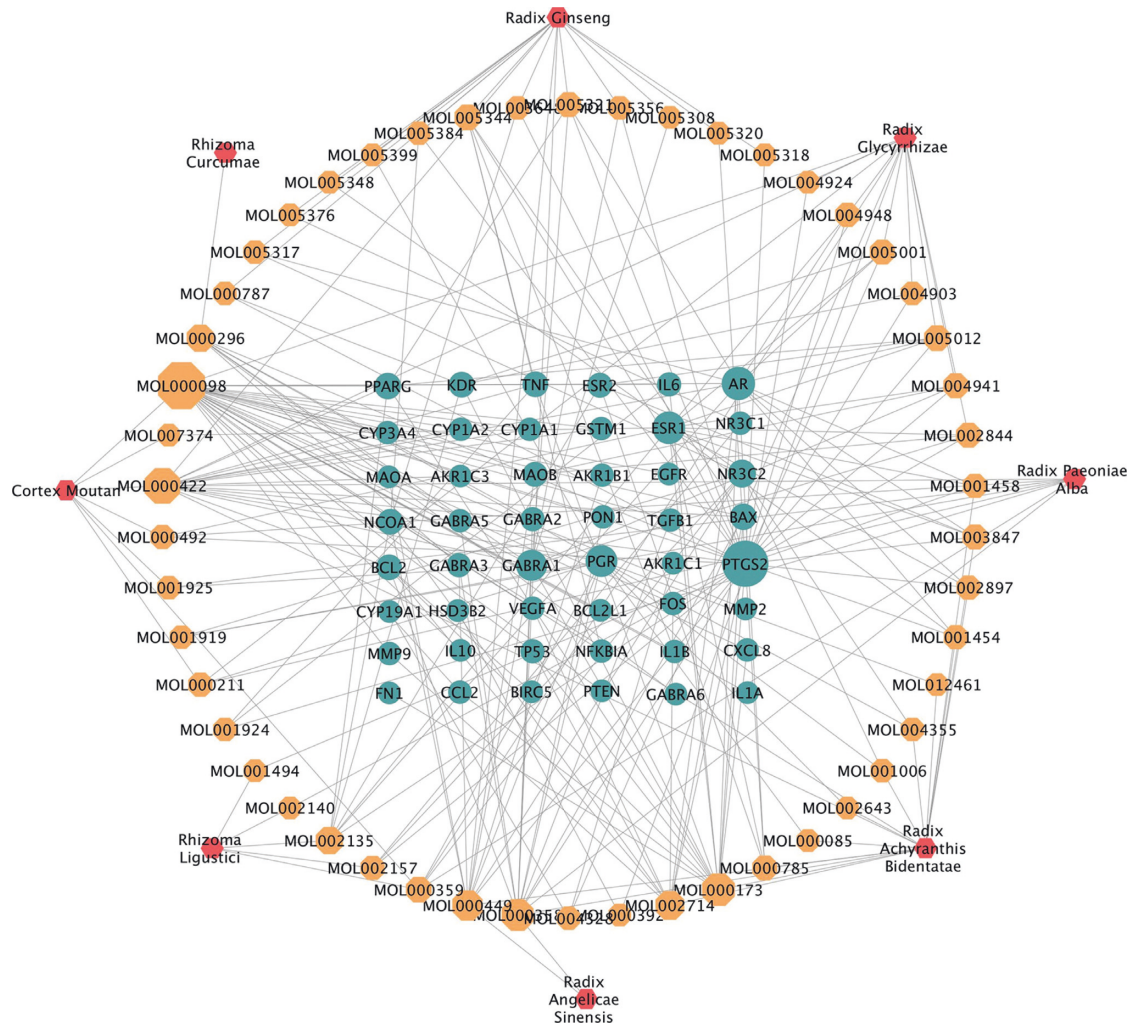 Radix Ginseng
MOL005344
MOL005321
MOL005356
MOL005308
MOL005384
MOL005320
Rhizoma
Curcumae
MOL005399
MOL005318
Radix
Glycyrrhizae
MOL005348
MOL004924
MOL005376
MOL004948
MOL005317
MOL005001
MOL000787
MOL004903
MOL000296
MOL005012
MOL000098
PPARG
KDR
TNF
ESR2
IL6
AR
MOL004941
MOL007374
CYP3A4
CYP1A2
CYP1A1
GSTM1
ESR1
NR3C1
MOL002844
Cortex Moutan
MOL000422
MAOA
AKR1C3
MAOB
AKR1B1
EGFR
NR3C2
MOL001458
Radix Paeoniae
Alba
MOL000492
NCOA1
GABRA5
GABRA2
PON1
TGFB1
BAX
MOL003847
MOL001925
BCL2
GABRA3
GABRA1
PGR
AKR1C1
PTGS2
MOL002897
MOL001919
CYP19A1
HSD3B2
VEGFA
BCL2L1
FOS
MMP2
MOL001454
MOL000211
MMP9
IL10
TP53
NFKBIA
IL1B
CXCL8
MOL012461
FN1
CCL2
BIRC5
PTEN
GABRA6
IL1A
MOL001924
MOL004355
MOL001494
MOL001006
MOL002140
MOL002643
Rhizoma
Ligustici
MOL002135
MOL000085
Radix
Achyranthis
Bidentatae
MOL002157
MOL000785
MOL000359
MOL000173
MOL000449
MOL002714
MOL000358
MOL004328
MOL000392
Radix
Angelicae
Sinensis